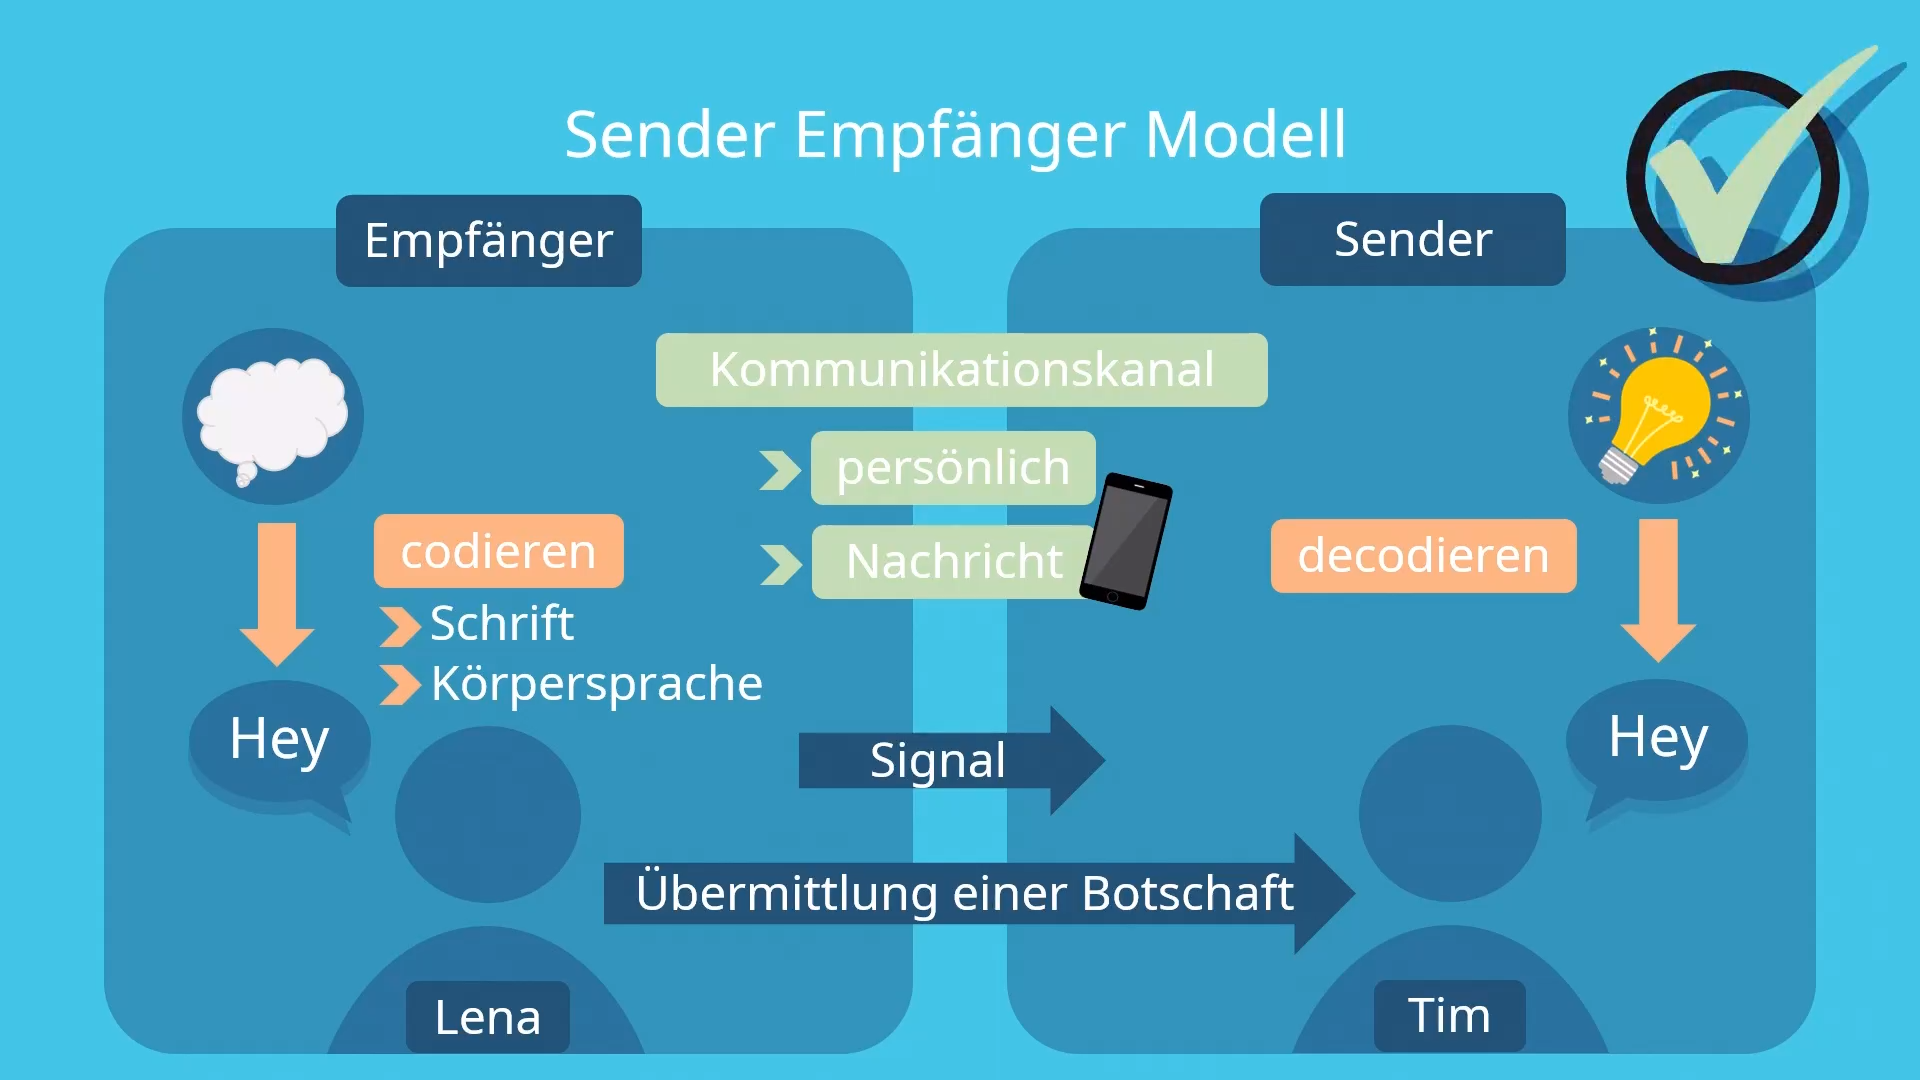 Sender Empfänger Modell
Empfänger
Sender
Kommunikationskanal
persönlich
Nachricht
codieren
Schrift
Körpersprache
decodieren
Hey
Hey
Signal
Übermittlung einer Botschaft
Lena
Tim